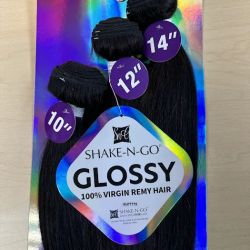 14"
12"
10"
SHAKE-N-GO
GLOSSY
100% VIRGIN REMY HAIR
SHAKE-N-GO